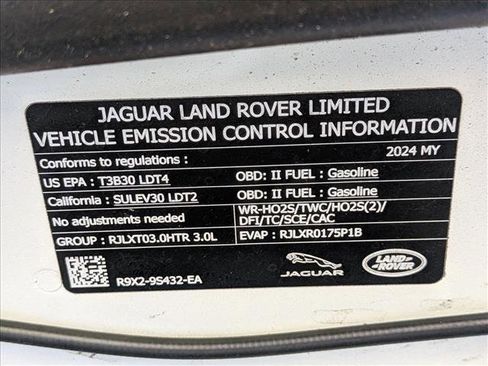 JAGUAR LAND ROVER LIMITED
VEHICLE EMISSION CONTROL INFORMATION
Conforms to regulations : 2024 MY
US EPA : T3B30 LDT4 OBD: II FUEL : Gasoline
California : SULEV30 LDT2 OBD: II FUEL : Gasoline
No adjustments needed WR-HO2S/TWC/HO2S(2)/
DFI/TC/SCE/CAC
GROUP : RJLXT03.0HTR 3.0L EVAP : RJLXR0175P1B
R9X2-9S432-EA JAGUAR LAND ROVER